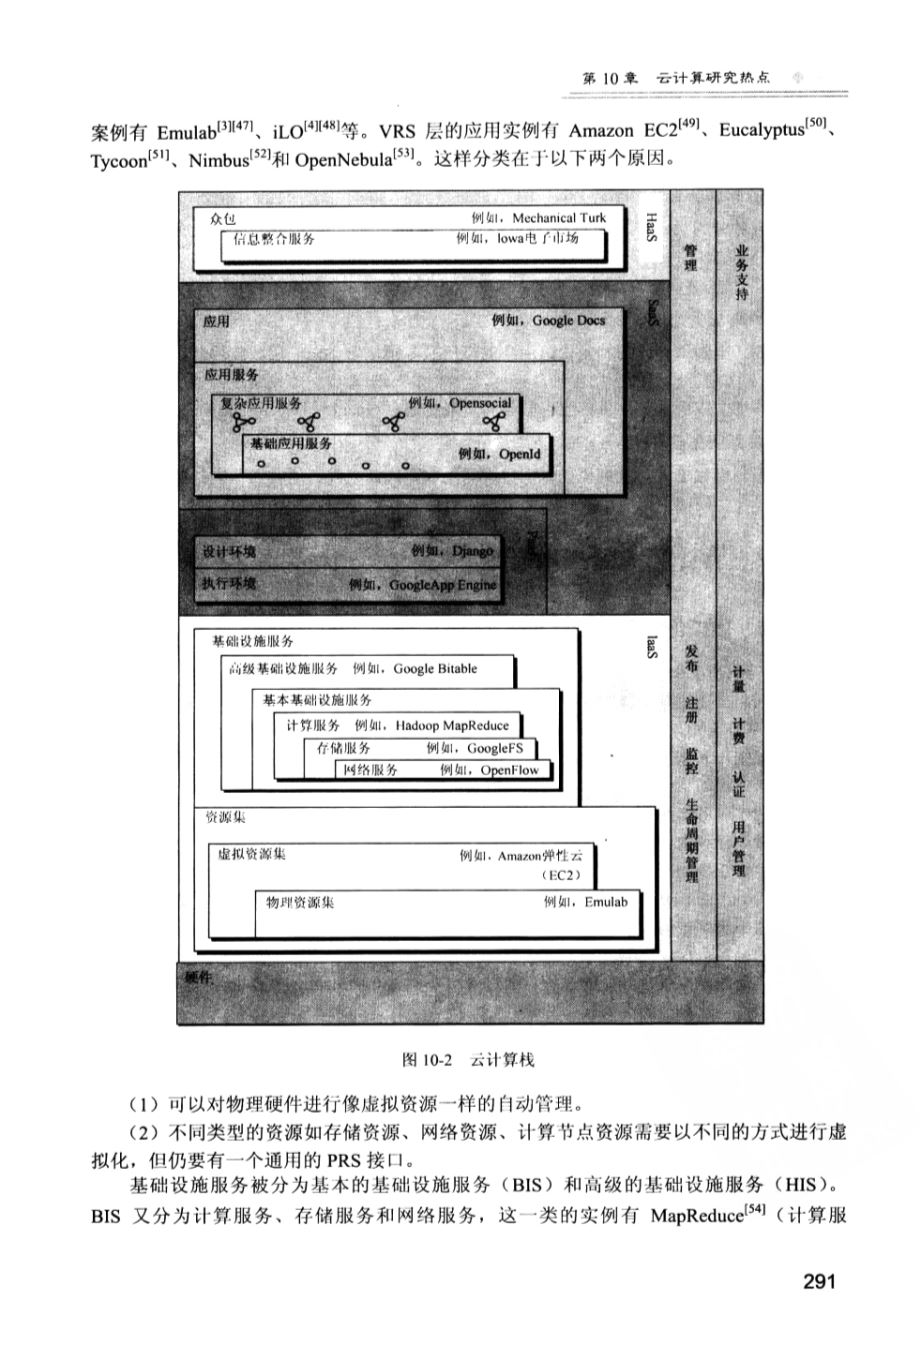 第 10 章 云计算研究热点
案例有 Emulab[3][47]、iLO[4][48]等。VRS 层的应用实例有 Amazon EC2[49]、Eucalyptus[50]、
Tycoon[51]、Nimbus[52]和 OpenNebula[53]。这样分类在于以下两个原因。
众包 例如，Mechanical Turk
信息整合服务 例如，Iowa电子市场
HaaS
管理
业务支持
SaaS
应用 例如，Google Docs
应用服务
复杂应用服务 例如，Opensocial
基础应用服务
例如，OpenId
设计环境 例如，Django
PaaS
执行环境 例如，GoogleApp Engine
基础设施服务
IaaS
高级基础设施服务 例如，Google Bitable
基本基础设施服务
计算服务 例如，Hadoop MapReduce
存储服务 例如，GoogleFS
网络服务 例如，OpenFlow
发布 注册 监控 生命周期管理
计量 计费 认证 用户管理
资源集
虚拟资源集 例如，Amazon弹性云
（EC2）
物理资源集 例如，Emulab
硬件
图 10-2 云计算栈
（1）可以对物理硬件进行像虚拟资源一样的自动管理。
（2）不同类型的资源如存储资源、网络资源、计算节点资源需要以不同的方式进行虚
拟化，但仍要有一个通用的 PRS 接口。
基础设施服务被分为基本的基础设施服务（BIS）和高级的基础设施服务（HIS）。
BIS 又分为计算服务、存储服务和网络服务，这一类的实例有 MapReduce[54]（计算服
291